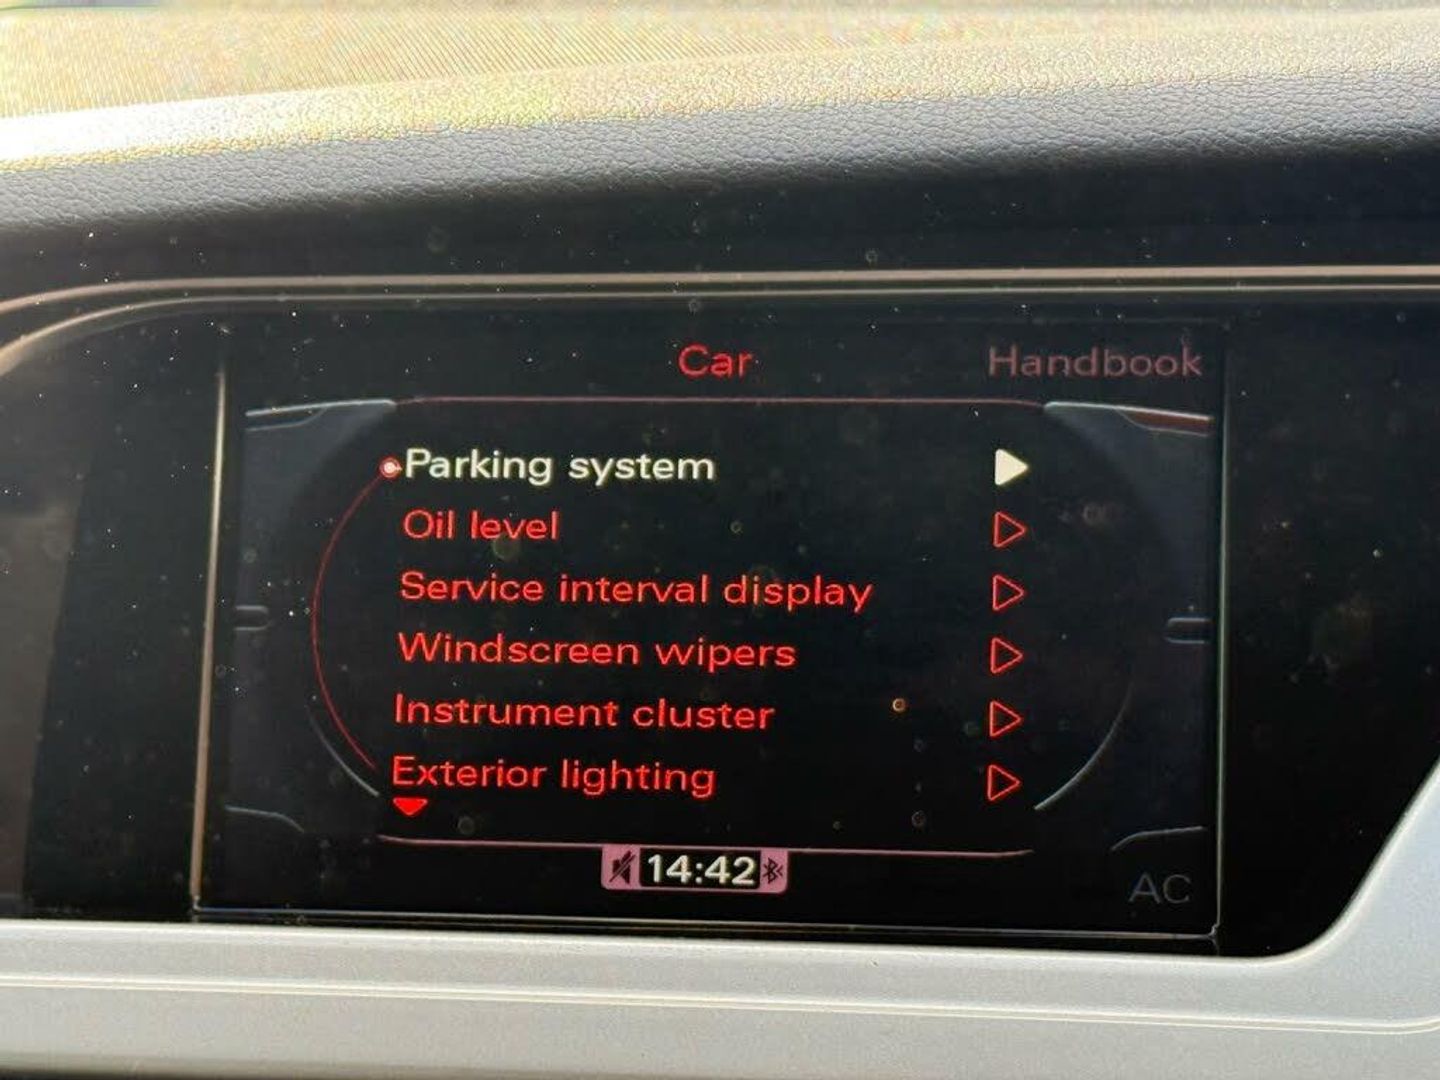 Car
Handbook
Parking system
Oil level
Service interval display
Windscreen wipers
Instrument cluster
Exterior lighting
14:42
AC